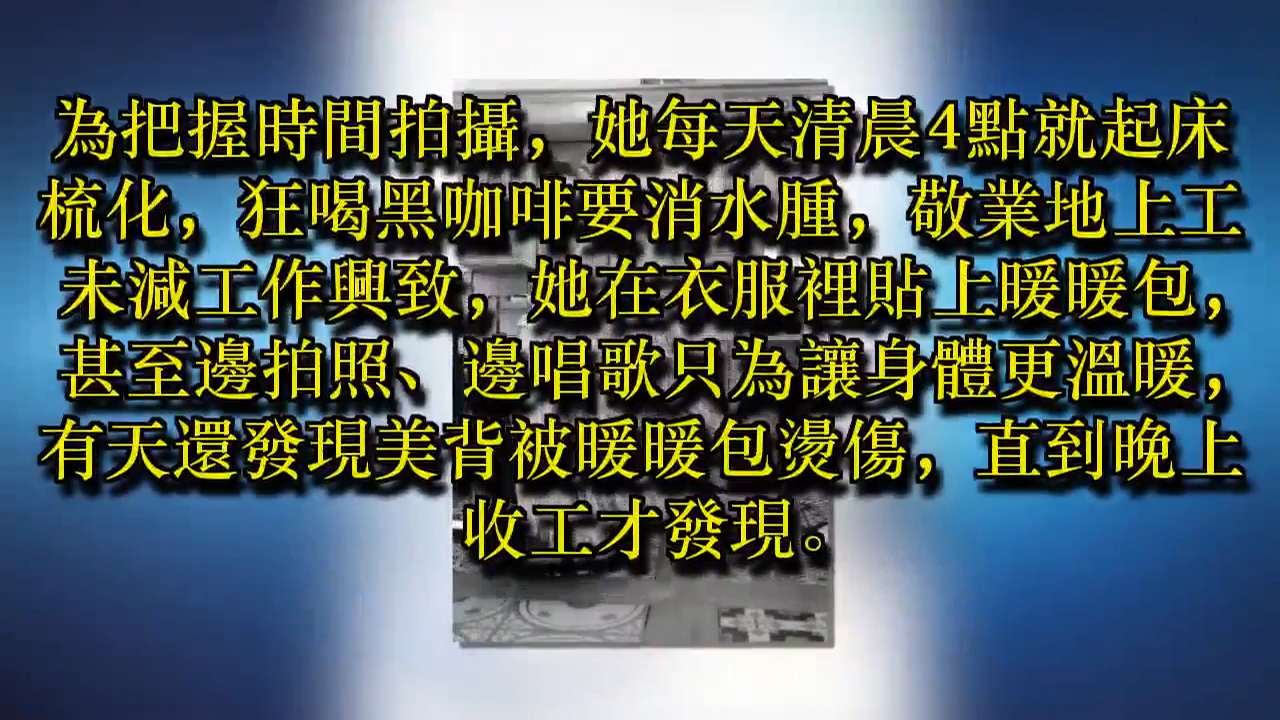 為把握時間拍攝，她每天清晨4點就起床
梳化，狂喝黑咖啡要消水腫，敬業地上工
未減工作興致，她在衣服裡貼上暖暖包，
甚至邊拍照、邊唱歌只為讓身體更溫暖，
有天還發現美背被暖暖包燙傷，直到晚上
收工才發現。